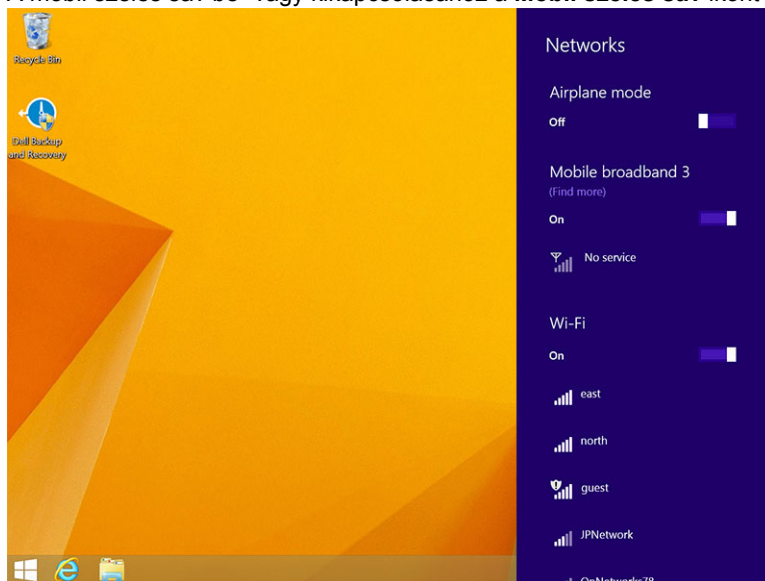 Recycle Bin
Dell Backup
and Recovery
Networks
Airplane mode
Off
Mobile broadband 3
(Find more)
On
No service
Wi-Fi
On
east
north
guest
JPNetwork